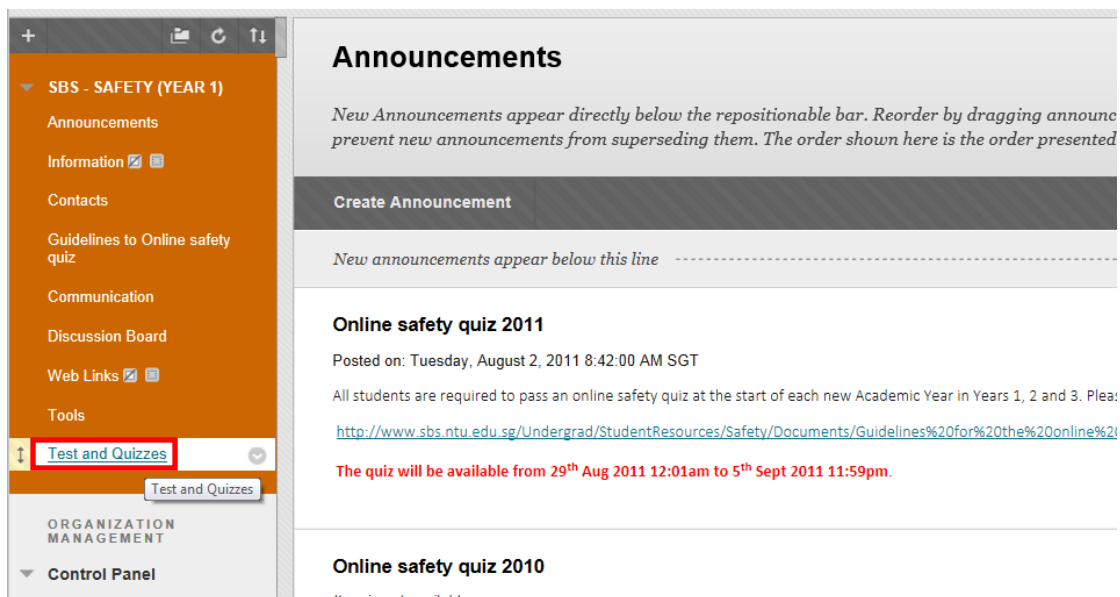 SBS - SAFETY (YEAR 1)
Announcements
Information
Contacts
Guidelines to Online safety
quiz
Communication
Discussion Board
Web Links
Tools
Test and Quizzes
Test and Quizzes
ORGANIZATION
MANAGEMENT
Control Panel
Announcements
New Announcements appear directly below the repositionable bar. Reorder by dragging announc
prevent new announcements from superseding them. The order shown here is the order presented
Create Announcement
New announcements appear below this line
Online safety quiz 2011
Posted on: Tuesday, August 2, 2011 8:42:00 AM SGT
All students are required to pass an online safety quiz at the start of each new Academic Year in Years 1, 2 and 3. Pleas
http://www.sbs.ntu.edu.sg/Undergrad/StudentResources/Safety/Documents/Guidelines%20for%20the%20online%20
The quiz will be available from 29th Aug 2011 12:01am to 5th Sept 2011 11:59pm.
Online safety quiz 2010